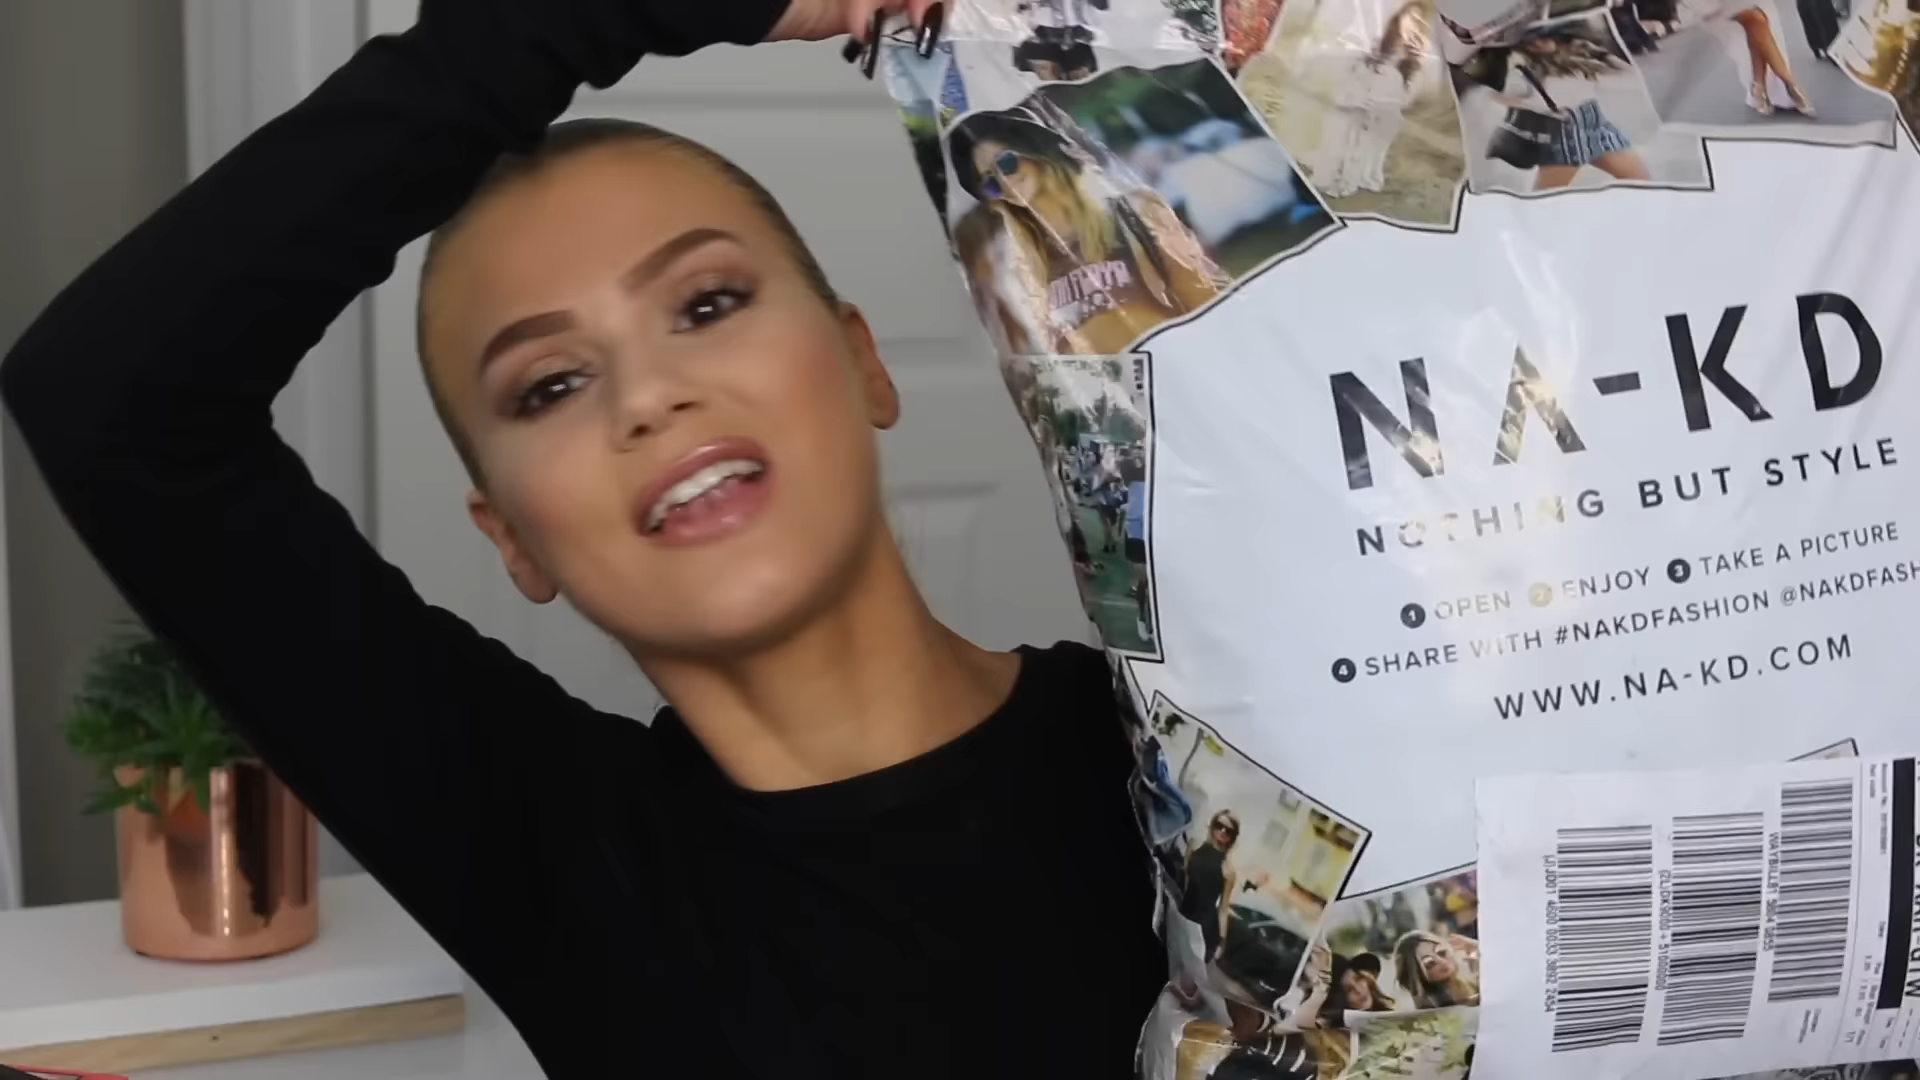 NA-KD
NOTHING BUT STYLE
1 OPEN 2 ENJOY 3 TAKE A PICTURE
4 SHARE WITH #NAKDFASHION @NAKDFASH
WWW.NA-KD.COM